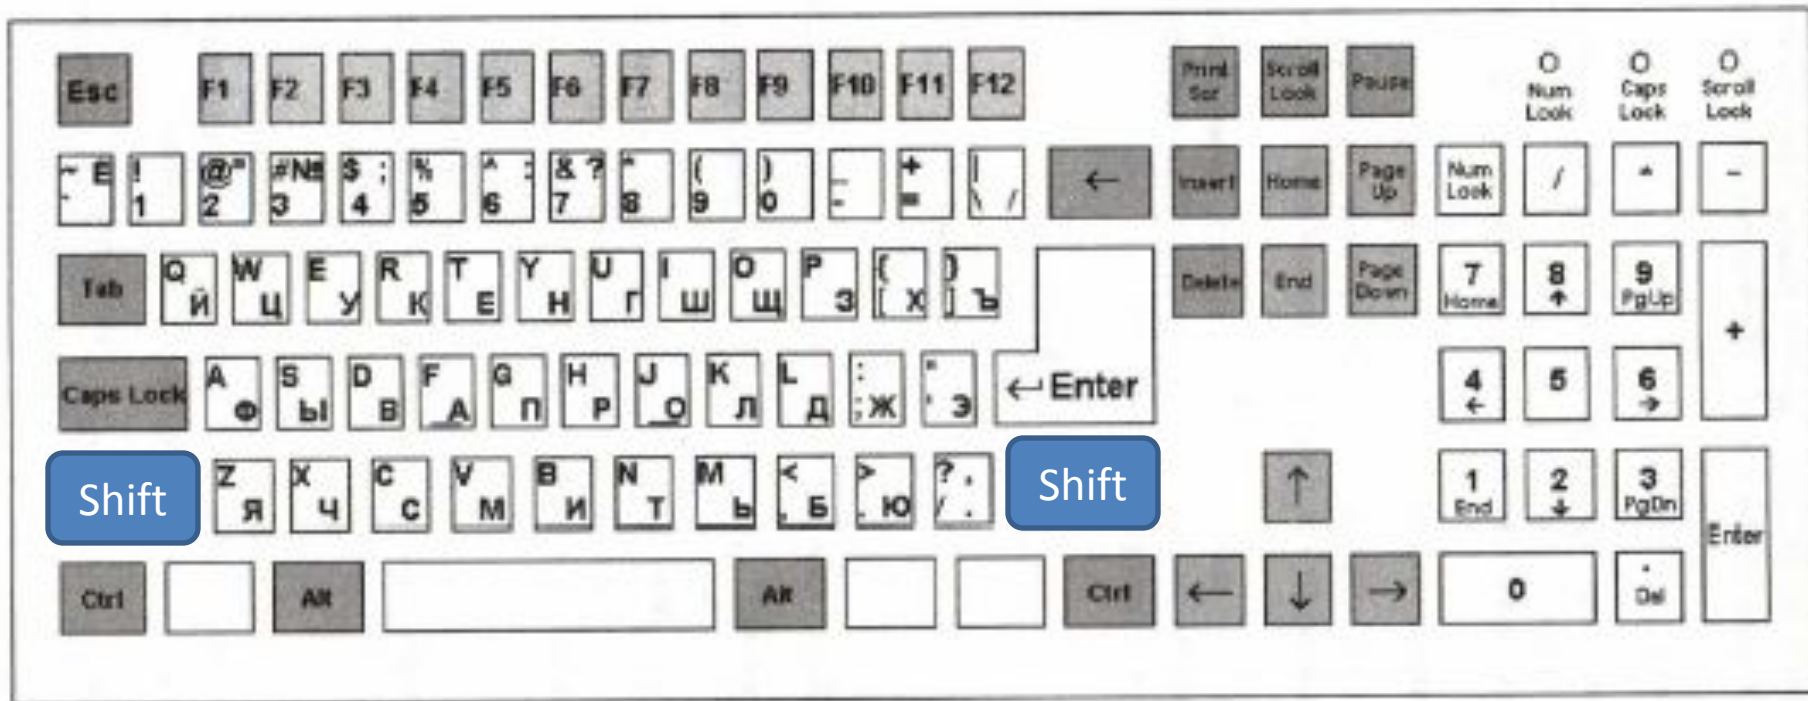 Esc F1 F2 F3 F4 F5 F6 F7 F8 F9 F10 F11 F12 Print Scr Scroll Lock Pause Num Lock Caps Lock Scroll Lock
~ Ё ` ! 1 @ " 2 # № 3 $ ; 4 % 5 ^ : 6 & ? 7 * 8 ( 9 ) 0 _ - + = | \ / ← Insert Home Page Up Num Lock / * -
Tab Q Й W Ц E У R К T Е Y Н U Г I Ш O Щ P З { [ Х } ] Ъ Delete End Page Down 7 Home 8 ↑ 9 PgUp +
Caps Lock A Ф S Ы D В F А G П H Р J О K Л L Д : ; Ж " ' Э ← Enter 4 ← 5 6 →
Shift Z Я X Ч C С V М B И N Т M Ь < , Б > . Ю ? , / . Shift ↑ 1 End 2 ↓ 3 PgDn Enter
Ctrl Alt Alt Ctrl ← ↓ → 0 . Del